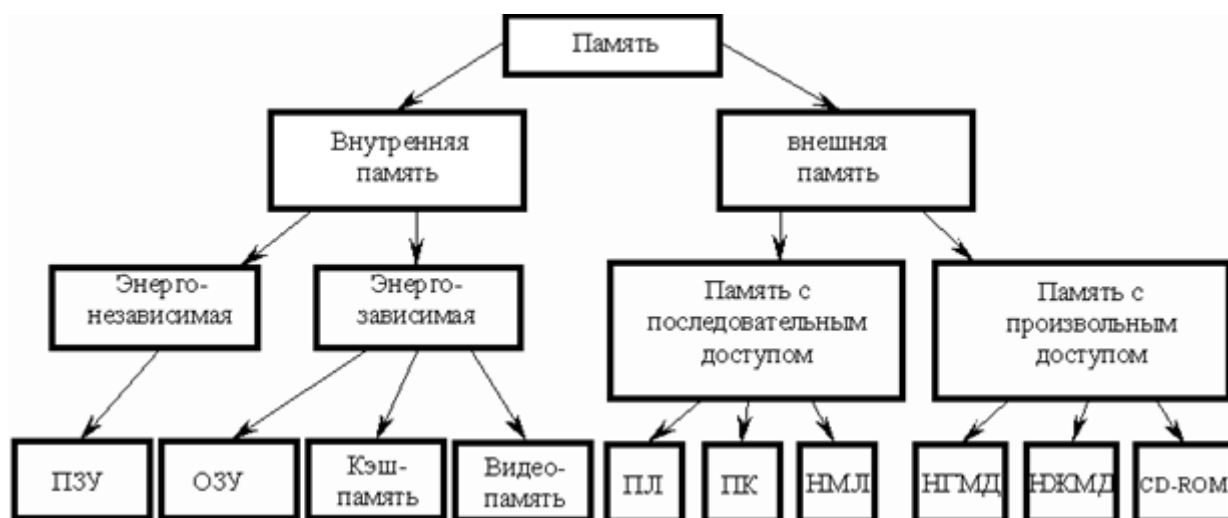 Память
Внутренняя
память
внешняя
память
Энерго-
независимая
Энерго-
зависимая
Память с
последовательным
доступом
Память с
произвольным
доступом
ПЗУ
ОЗУ
Кэш-
память
Видео-
память
ПЛ
ПК
НМЛ
НГМД
НЖМД
CD-ROM